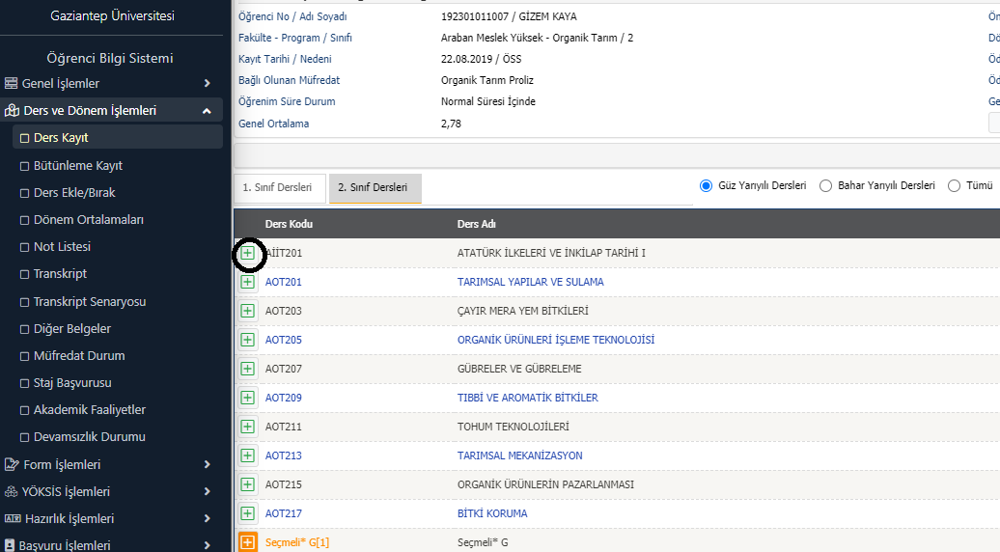 Gaziantep Üniversitesi
Öğrenci Bilgi Sistemi
Genel İşlemler
Ders ve Dönem İşlemleri
Ders Kayıt
Bütünleme Kayıt
Ders Ekle/Bırak
Dönem Ortalamaları
Not Listesi
Transkript
Transkript Senaryosu
Diğer Belgeler
Müfredat Durum
Staj Başvurusu
Akademik Faaliyetler
Devamsızlık Durumu
Form İşlemleri
YÖKSİS İşlemleri
Hazırlık İşlemleri
Başvuru İşlemleri
Öğrenci No / Adı Soyadı 192301011007 / GİZEM KAYA
Fakülte - Program / Sınıfı Araban Meslek Yüksek - Organik Tarım / 2
Kayıt Tarihi / Nedeni 22.08.2019 / ÖSS
Bağlı Olunan Müfredat Organik Tarım Proliz
Öğrenim Süre Durum Normal Süresi İçinde
Genel Ortalama 2,78
1. Sınıf Dersleri 2. Sınıf Dersleri Güz Yarıyılı Dersleri Bahar Yarıyılı Dersleri Tümü
Ders Kodu Ders Adı
AİİT201 ATATÜRK İLKELERİ VE İNKİLAP TARİHİ I
AOT201 TARIMSAL YAPILAR VE SULAMA
AOT203 ÇAYIR MERA YEM BİTKİLERİ
AOT205 ORGANİK ÜRÜNLERİ İŞLEME TEKNOLOJİSİ
AOT207 GÜBRELER VE GÜBRELEME
AOT209 TIBBİ VE AROMATİK BİTKİLER
AOT211 TOHUM TEKNOLOJİLERİ
AOT213 TARIMSAL MEKANİZASYON
AOT215 ORGANİK ÜRÜNLERİN PAZARLANMASI
AOT217 BİTKİ KORUMA
Seçmeli* G[1] Seçmeli* G